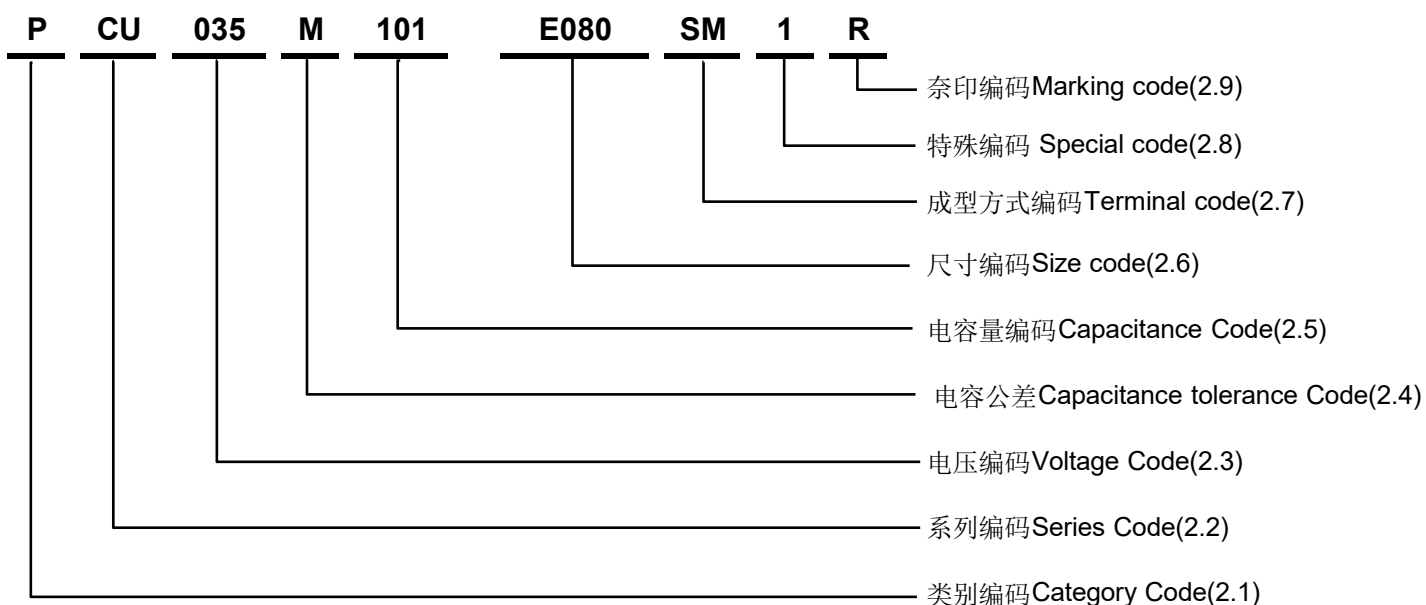 P CU 035 M 101 E080 SM 1 R
奈印编码Marking code(2.9)
特殊编码 Special code(2.8)
成型方式编码Terminal code(2.7)
尺寸编码Size code(2.6)
电容量编码Capacitance Code(2.5)
电容公差Capacitance tolerance Code(2.4)
电压编码Voltage Code(2.3)
系列编码Series Code(2.2)
类别编码Category Code(2.1)